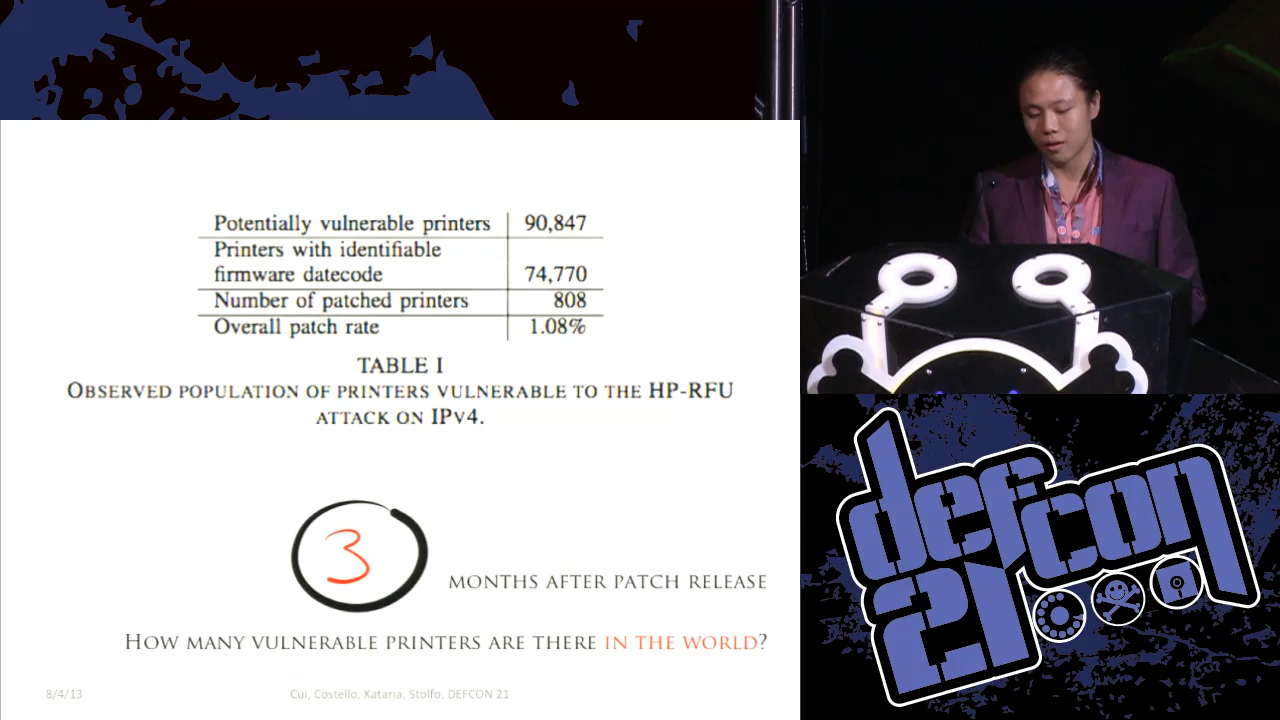 Potentially vulnerable printers 90,847
Printers with identifiable
firmware datecode 74,770
Number of patched printers 808
Overall patch rate 1.08%
TABLE I
OBSERVED POPULATION OF PRINTERS VULNERABLE TO THE HP-RFU
ATTACK ON IPV4.
3
MONTHS AFTER PATCH RELEASE
HOW MANY VULNERABLE PRINTERS ARE THERE IN THE WORLD?
8/4/13 Cui, Costello, Kataria, Stolfo, DEFCON 21
defcon
21